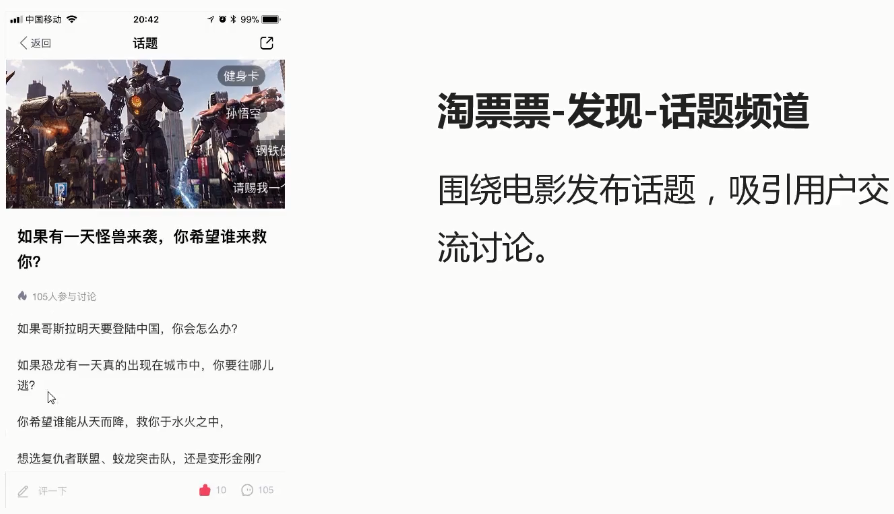 中国移动 20:42 99%
返回 话题
健身卡
孙悟空
钢铁侠
请赐我一个
如果有一天怪兽来袭，你希望谁来救
你?
105人参与讨论
如果哥斯拉明天要登陆中国，你会怎么办?
如果恐龙有一天真的出现在城市中，你要往哪儿
逃?
你希望谁能从天而降，救你于水火之中，
想选复仇者联盟、蛟龙突击队，还是变形金刚?
评一下 10 105
淘票票-发现-话题频道
围绕电影发布话题，吸引用户交
流讨论。